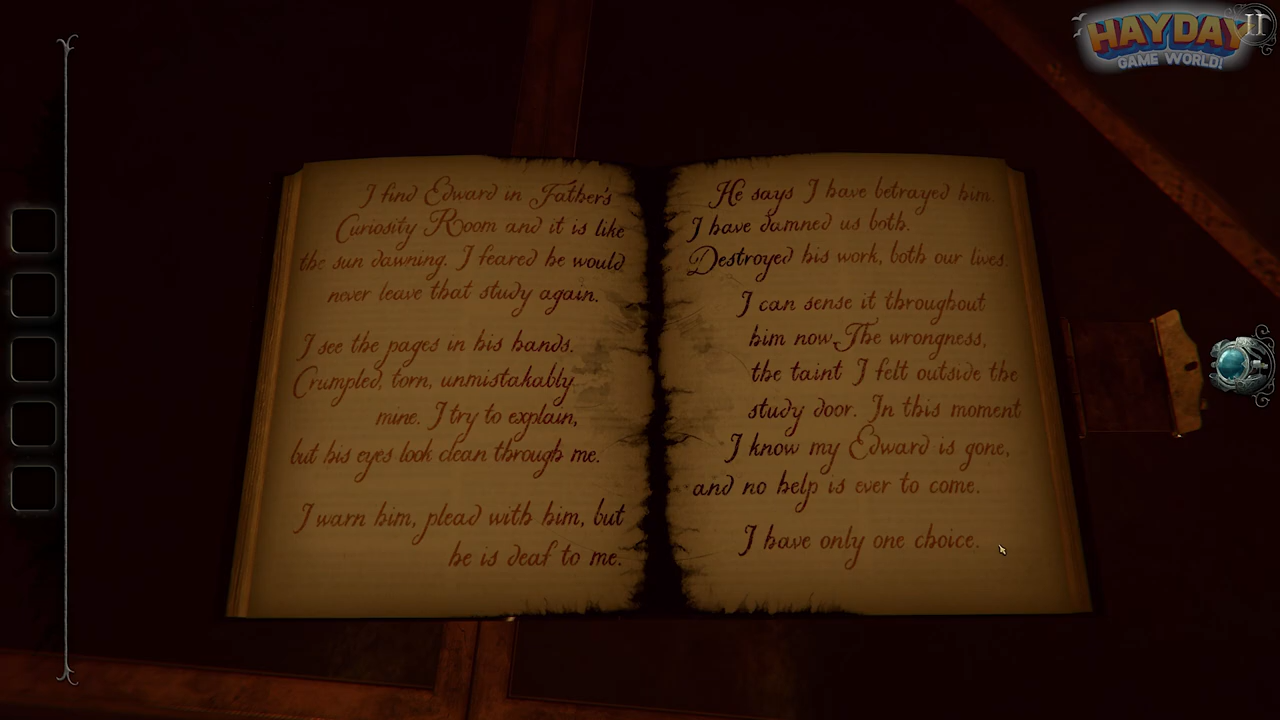 HAYDAY
GAME WORLD!
II
I find Edward in Father's
Curiosity Room and it is like
the sun dawning. I feared he would
never leave that study again.
I see the pages in his hands.
Crumpled, torn, unmistakably
mine. I try to explain,
but his eyes look clean through me.
I warn him, plead with him, but
he is deaf to me.
He says I have betrayed him.
I have damned us both.
Destroyed his work, both our lives.
I can sense it throughout
him now. The wrongness,
the taint I felt outside the
study door. In this moment
I know my Edward is gone,
and no help is ever to come.
I have only one choice.